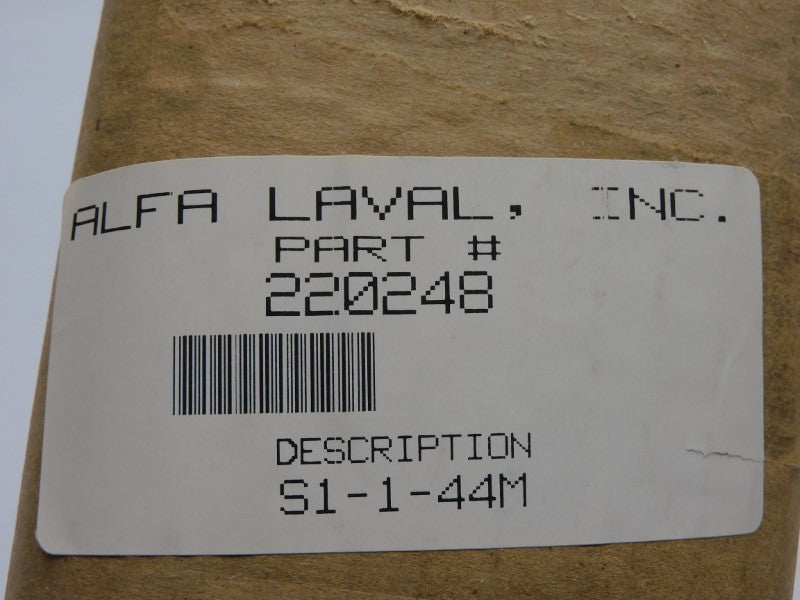 ALFA LAVAL, INC.
PART #
220248
DESCRIPTION
S1-1-44M